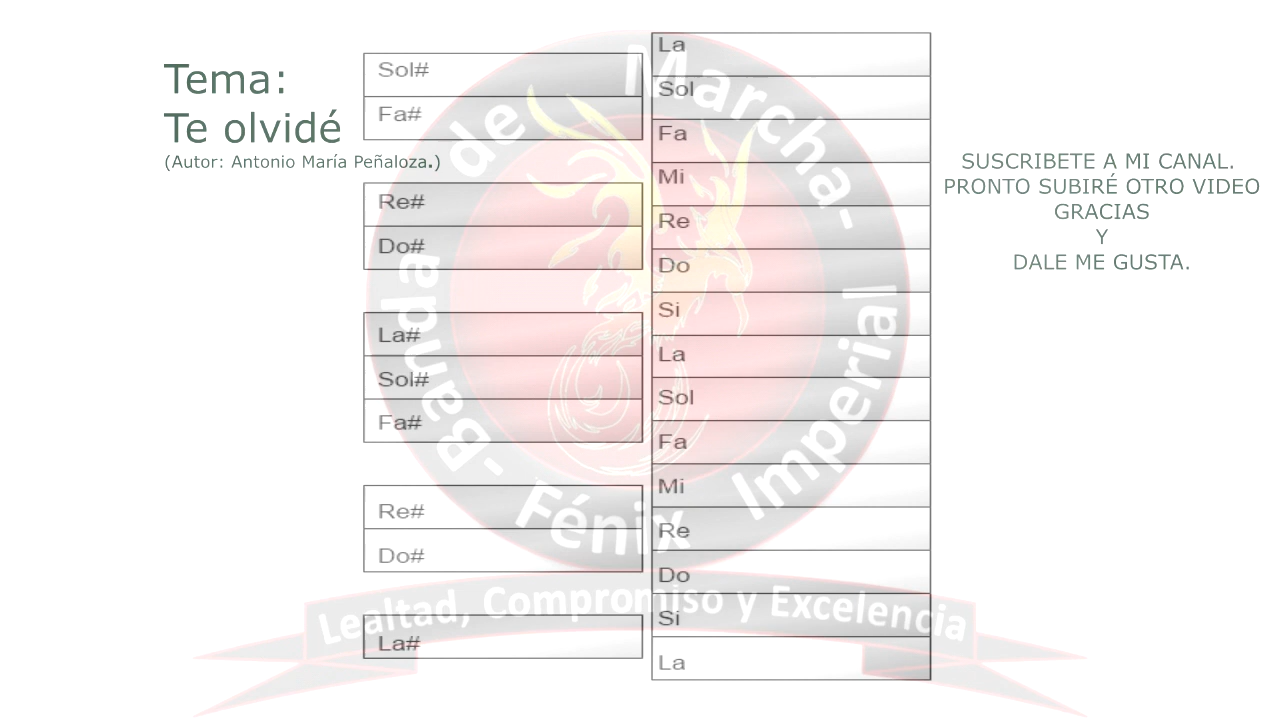 Tema:
Te olvidé
(Autor: Antonio María Peñaloza.)
Sol#
Fa#
Re#
Do#
La#
Sol#
Fa#
Re#
Do#
La#
La
Sol
Fa
Mi
Re
Do
Si
La
Sol
Fa
Mi
Re
Do
Si
La
SUSCRIBETE A MI CANAL.
PRONTO SUBIRÉ OTRO VIDEO
GRACIAS
Y
DALE ME GUSTA.
Banda de Marcha-
-Fénix Imperial
Lealtad, Compromiso y Excelencia